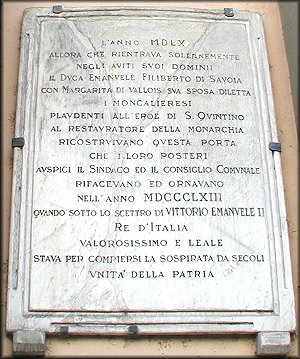 L'ANNO MDLX
ALLORA CHE RIENTRAVA SOLENNEMENTE
NEGLI AVITI SVOI DOMINII
IL DVCA EMANVELE FILIBERTO DI SAVOIA
CON MARGARITA DI VALLOIS SVA SPOSA DILETTA
I MONCALIERESI
PLAVDENTI ALL'EROE DI S. QVINTINO
AL RESTAVRATORE DELLA MONARCHIA
RICOSTRVIVANO QVESTA PORTA
CHE I LORO POSTERI
AVSPICI IL SINDACO ED IL CONSIGLIO COMVNALE
RIFACEVANO ED ORNAVANO
NELL'ANNO MDCCCLXIII
QVANDO SOTTO LO SCETTRO DI VITTORIO EMANVELE II
RE D'ITALIA
VALOROSISSIMO E LEALE
STAVA PER COMPIERSI LA SOSPIRATA DA SECOLI
VNITÀ DELLA PATRIA